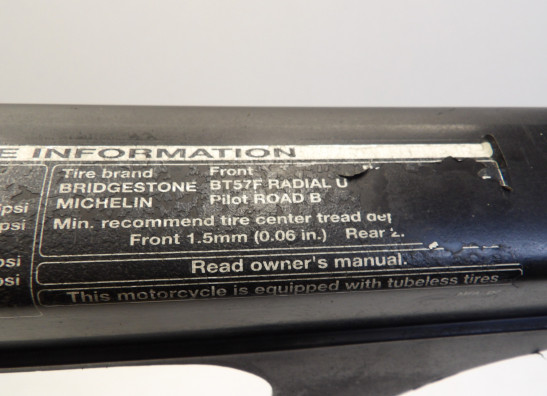 E INFORMATION
Tire brand Front
BRIDGESTONE BT57F RADIAL U
MICHELIN Pilot ROAD B
Min. recommend tire center tread
Front 1.5mm (0.06 in.) Rear 2.
Read owner's manual.
This motorcycle is equipped with tubeless tires
psi
psi
psi
psi